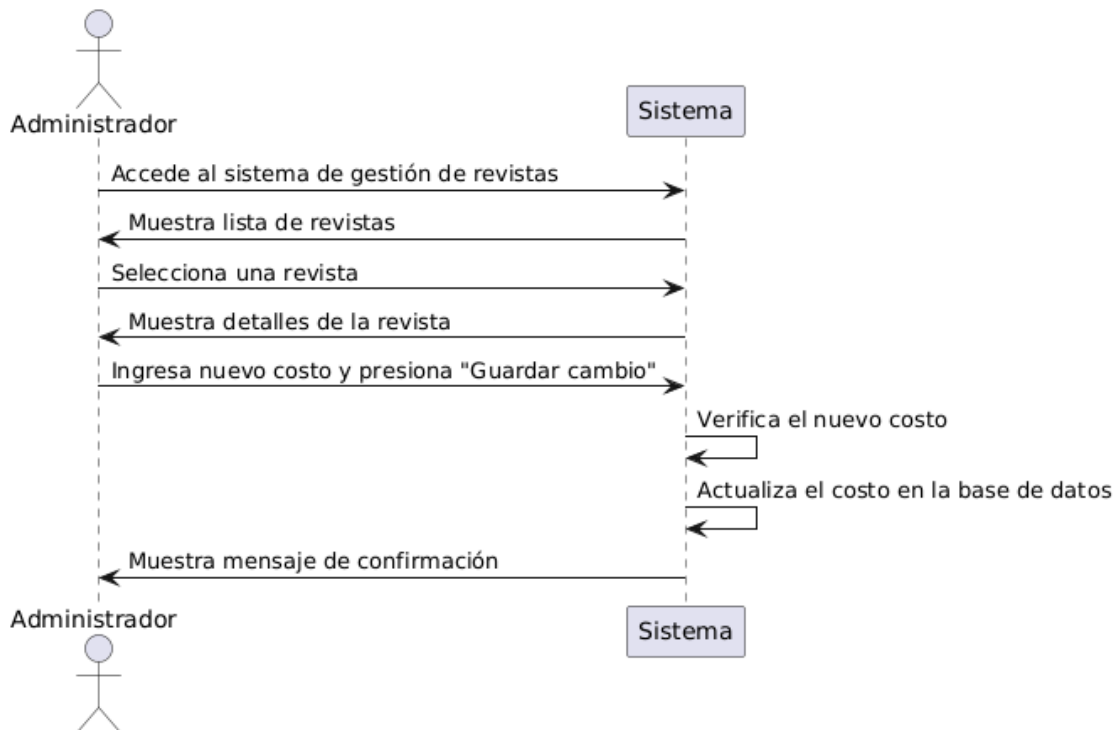 Administrador
Sistema
Accede al sistema de gestión de revistas
Muestra lista de revistas
Selecciona una revista
Muestra detalles de la revista
Ingresa nuevo costo y presiona "Guardar cambio"
Verifica el nuevo costo
Actualiza el costo en la base de datos
Muestra mensaje de confirmación
Administrador
Sistema